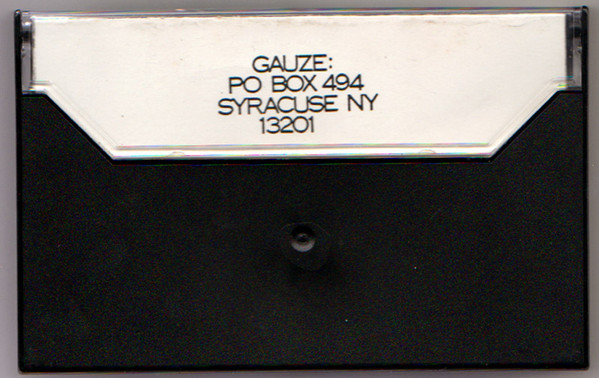 GAUZE:
PO BOX 494
SYRACUSE NY
13201